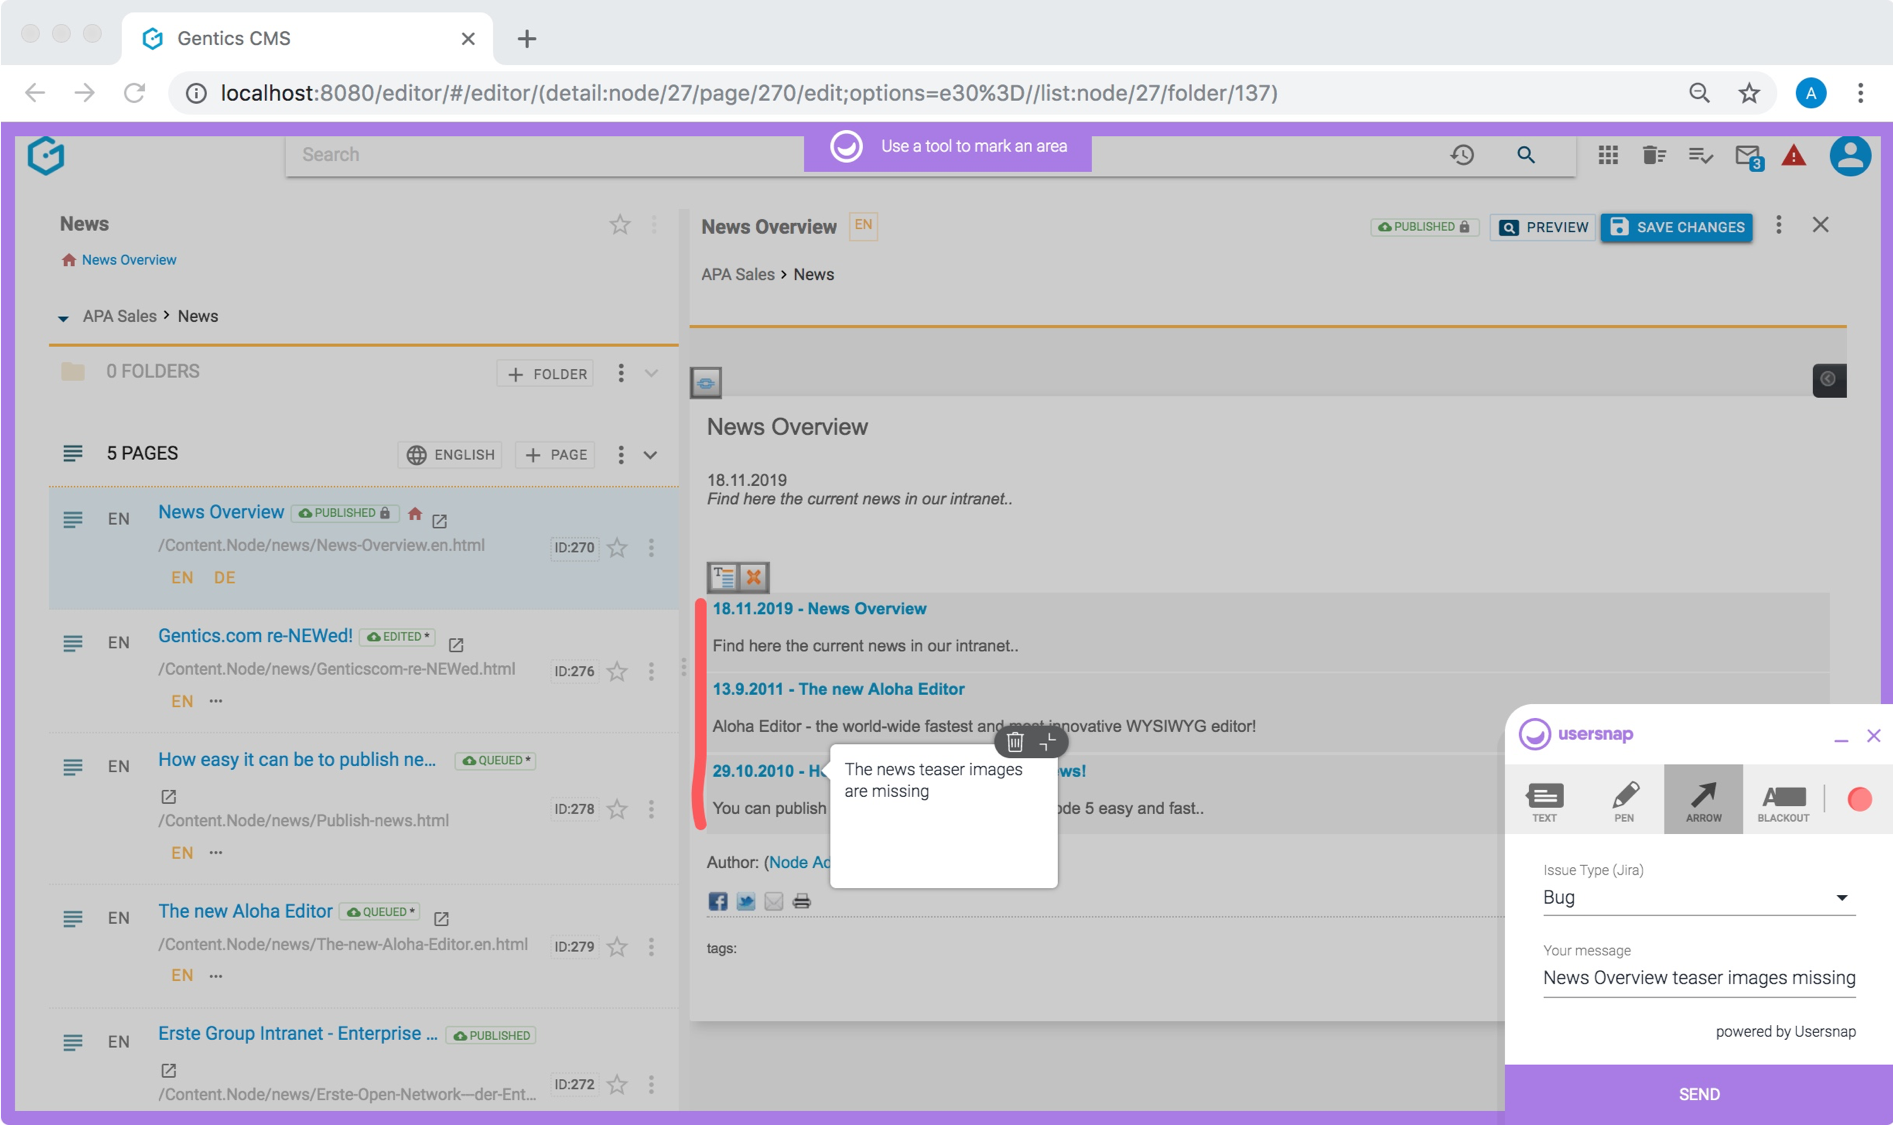 Gentics CMS
localhost:8080/editor/#/editor/(detail:node/27/page/270/edit;options=e30%3D//list:node/27/folder/137)
A
Search
Use a tool to mark an area
3
News
News Overview
APA Sales > News
0 FOLDERS
+ FOLDER
5 PAGES
ENGLISH
+ PAGE
EN
News Overview
PUBLISHED
/Content.Node/news/News-Overview.en.html
ID:270
EN DE
EN
Gentics.com re-NEWed!
EDITED *
/Content.Node/news/Genticscom-re-NEWed.html
ID:276
EN ...
EN
How easy it can be to publish ne...
QUEUED *
/Content.Node/news/Publish-news.html
ID:278
EN ...
EN
The new Aloha Editor
QUEUED *
/Content.Node/news/The-new-Aloha-Editor.en.html
ID:279
EN ...
EN
Erste Group Intranet - Enterprise ...
PUBLISHED
/Content.Node/news/Erste-Open-Network—der-Ent...
ID:272
News Overview
EN
PUBLISHED
PREVIEW
SAVE CHANGES
APA Sales > News
News Overview
18.11.2019
Find here the current news in our intranet..
18.11.2019 - News Overview
Find here the current news in our intranet..
13.9.2011 - The new Aloha Editor
Aloha Editor - the world-wide fastest and most innovative WYSIWYG editor!
29.10.2010 -
The news teaser images
are missing
You can publish
5 easy and fast..
Author: (Node
tags:
usersnap
TEXT
PEN
ARROW
BLACKOUT
Issue Type (Jira)
Bug
Your message
News Overview teaser images missing
powered by Usersnap
SEND